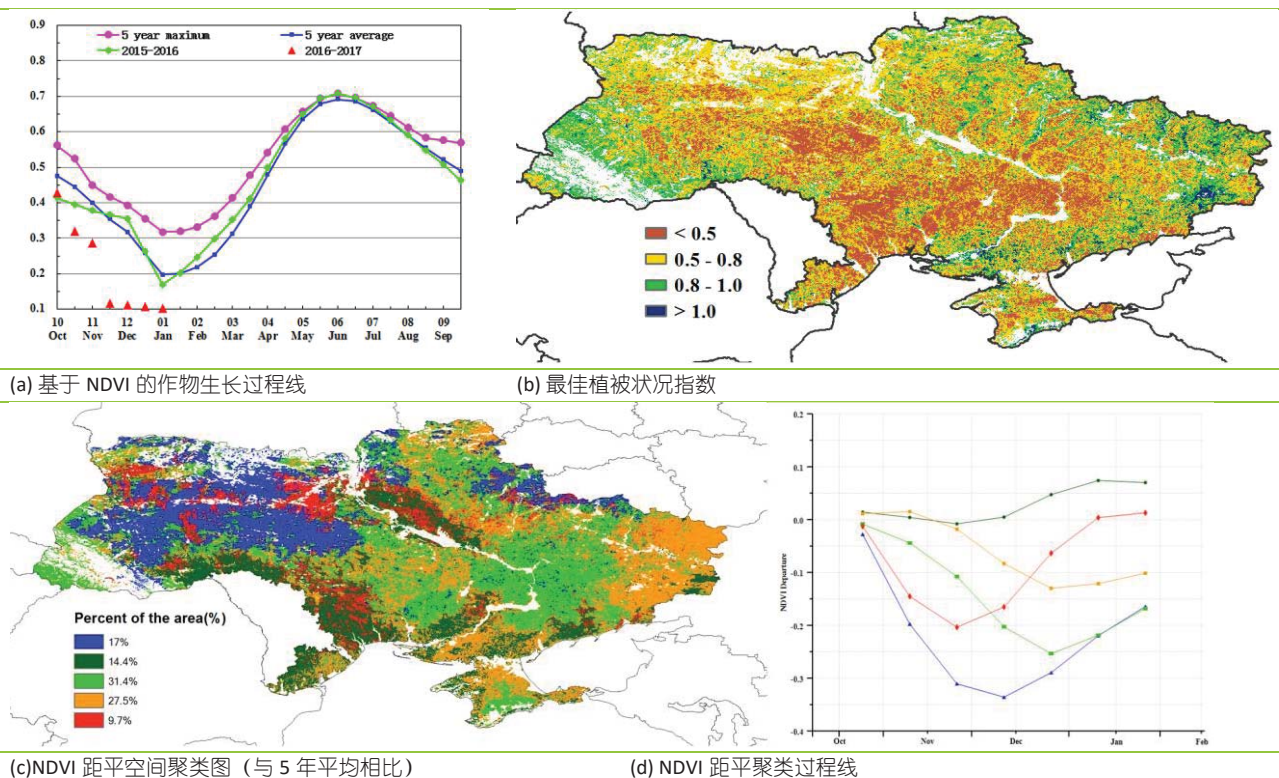 0.9
0.8
0.7
0.6
0.5
0.4
0.3
0.2
0.1
5 year maximum
5 year average
2015-2016
2016-2017
10 11 12 01 02 03 04 05 06 07 08 09
Oct Nov Dec Jan Feb Mar Apr May Jun Jul Aug Sep
< 0.5
0.5 - 0.8
0.8 - 1.0
> 1.0
(a) 基于 NDVI 的作物生长过程线
(b) 最佳植被状况指数
Percent of the area(%)
17%
14.4%
31.4%
27.5%
9.7%
0.2
0.1
0.0
-0.1
-0.2
-0.3
-0.4
NDVI Departure
Oct Nov Dec Jan Feb
(c)NDVI 距平空间聚类图（与 5 年平均相比）
(d) NDVI 距平聚类过程线